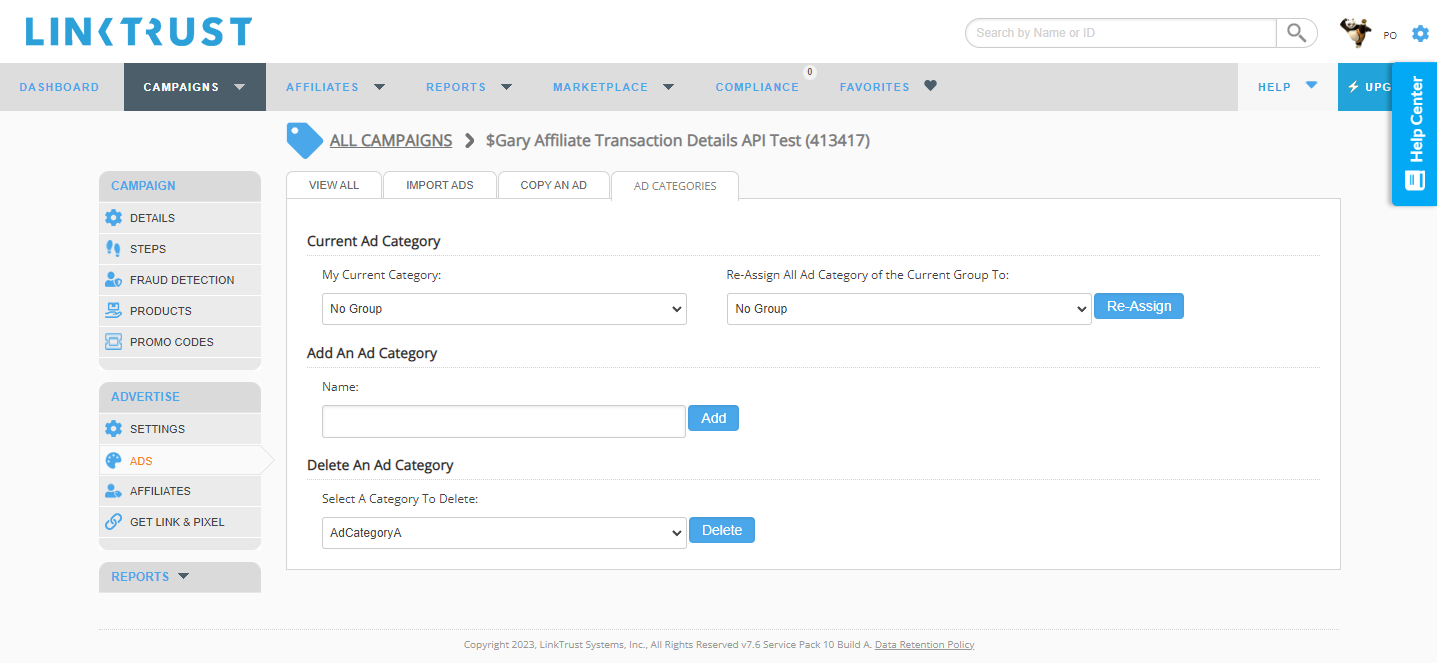 LINKTRUST
Search by Name or ID
PO
DASHBOARD CAMPAIGNS AFFILIATES REPORTS MARKETPLACE COMPLIANCE 0 FAVORITES HELP UPG
Help Center
ALL CAMPAIGNS $Gary Affiliate Transaction Details API Test (413417)
CAMPAIGN
DETAILS
STEPS
FRAUD DETECTION
PRODUCTS
PROMO CODES
ADVERTISE
SETTINGS
ADS
AFFILIATES
GET LINK & PIXEL
REPORTS
VIEW ALL IMPORT ADS COPY AN AD AD CATEGORIES
Current Ad Category
My Current Category: Re-Assign All Ad Category of the Current Group To:
No Group No Group Re-Assign
Add An Ad Category
Name:
Add
Delete An Ad Category
Select A Category To Delete:
AdCategoryA Delete
Copyright 2023, LinkTrust Systems, Inc., All Rights Reserved v7.6 Service Pack 10 Build A. Data Retention Policy